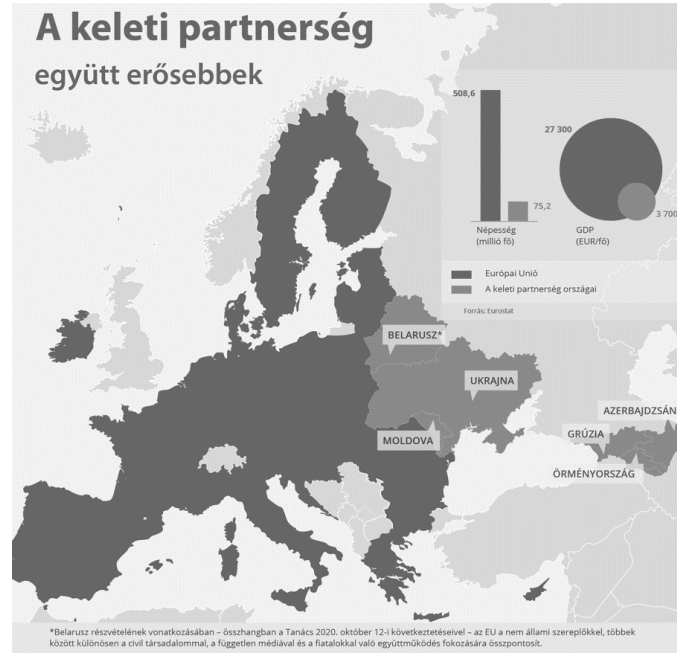 A keleti partnerség
együtt erősebbek
508,6
75,2
Népesség
(millió fő)
27 300
3 700
GDP
(EUR/fő)
Európai Unió
A keleti partnerség országai
Forrás: Eurostat
BELARUSZ*
UKRAJNA
MOLDOVA
AZERBAJDZSÁN
GRÚZIA
ÖRMÉNYORSZÁG
*Belarusz részvételének vonatkozásában – összhangban a Tanács 2020. október 12-i következtetéseivel – az EU a nem állami szereplőkkel, többek
között különösen a civil társadalommal, a független médiával és a fiatalokkal való együttműködés fokozására összpontosít.